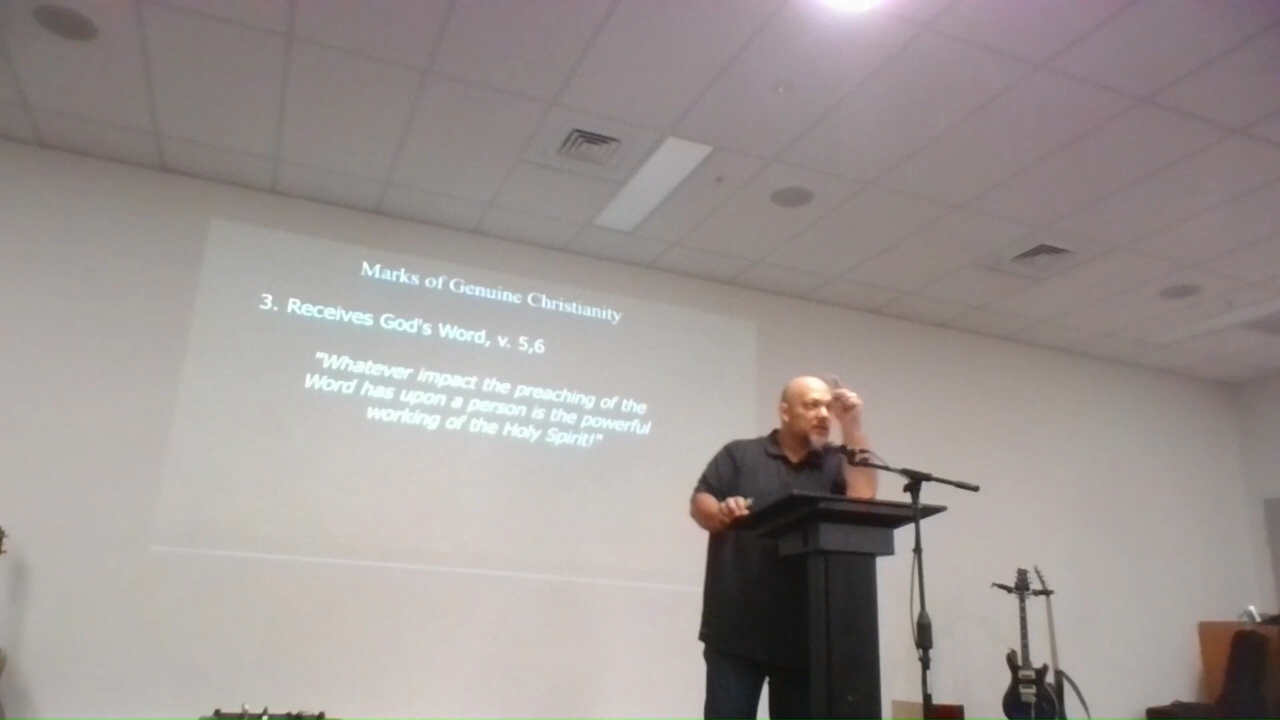 Marks of Genuine Christianity
3. Receives God's Word, v. 5,6
"Whatever impact the preaching of the
Word has upon a person is the powerful
working of the Holy Spirit!"